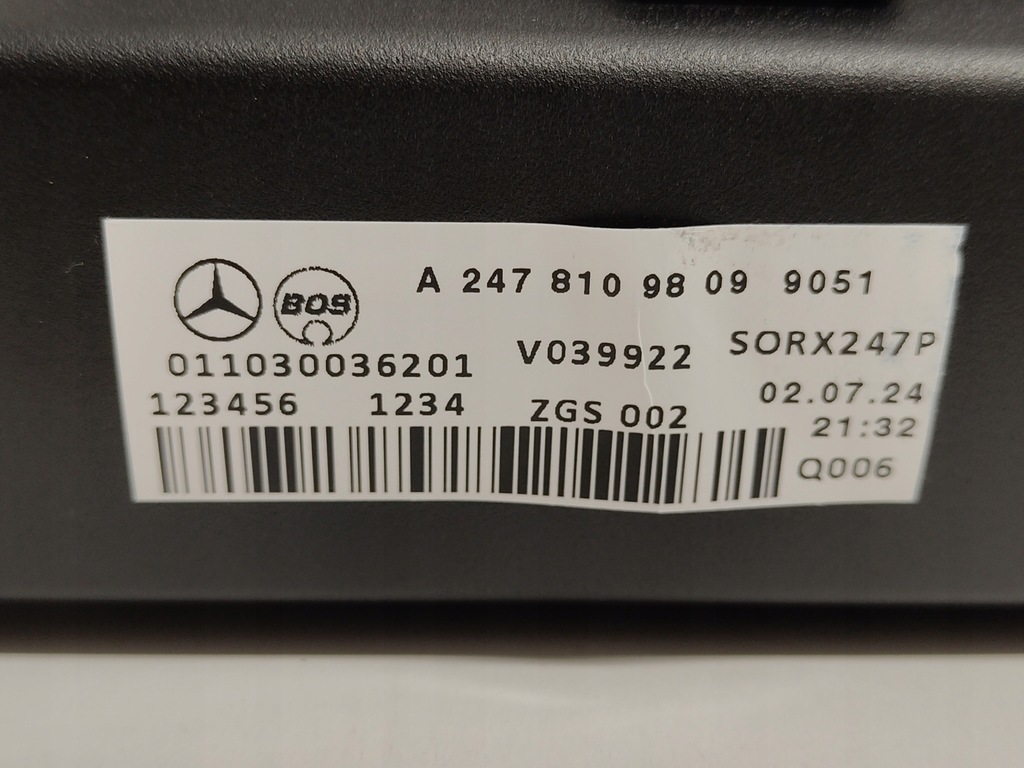 A 247 810 98 09 9051
BOS
011030036201 V039922 SORX247P
123456 1234 ZGS 002 02.07.24
21:32
Q006